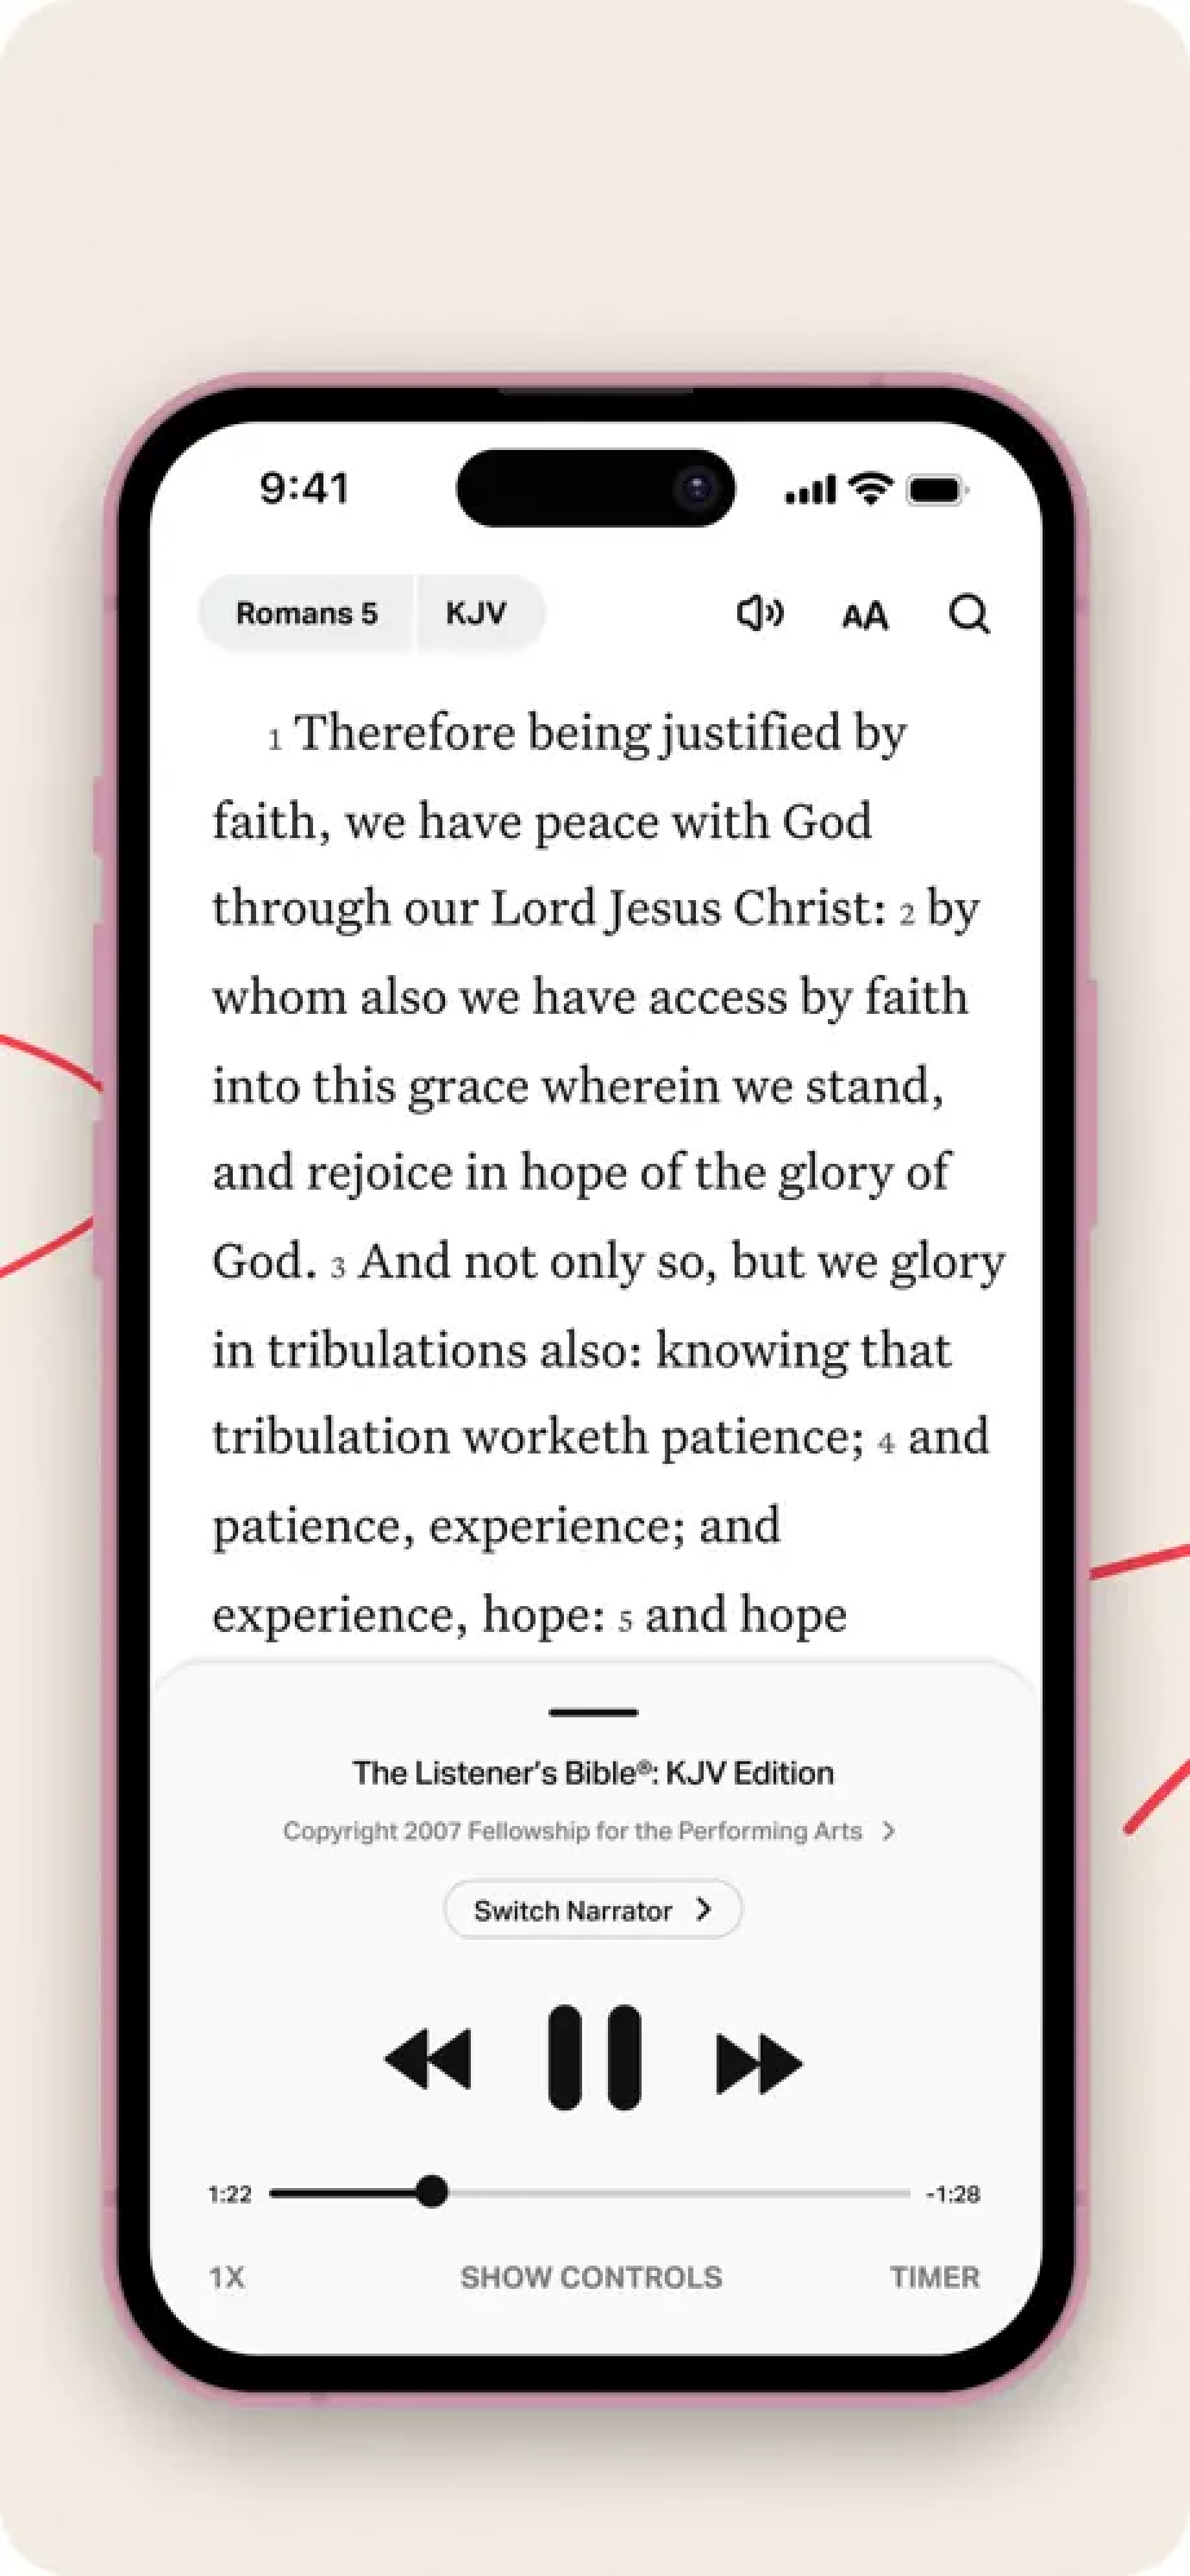 9:41
Romans 5 KJV AA
1 Therefore being justified by
faith, we have peace with God
through our Lord Jesus Christ: 2 by
whom also we have access by faith
into this grace wherein we stand,
and rejoice in hope of the glory of
God. 3 And not only so, but we glory
in tribulations also: knowing that
tribulation worketh patience; 4 and
patience, experience; and
experience, hope: 5 and hope
The Listener's Bible®: KJV Edition
Copyright 2007 Fellowship for the Performing Arts >
Switch Narrator >
1:22 -1:28
1X SHOW CONTROLS TIMER